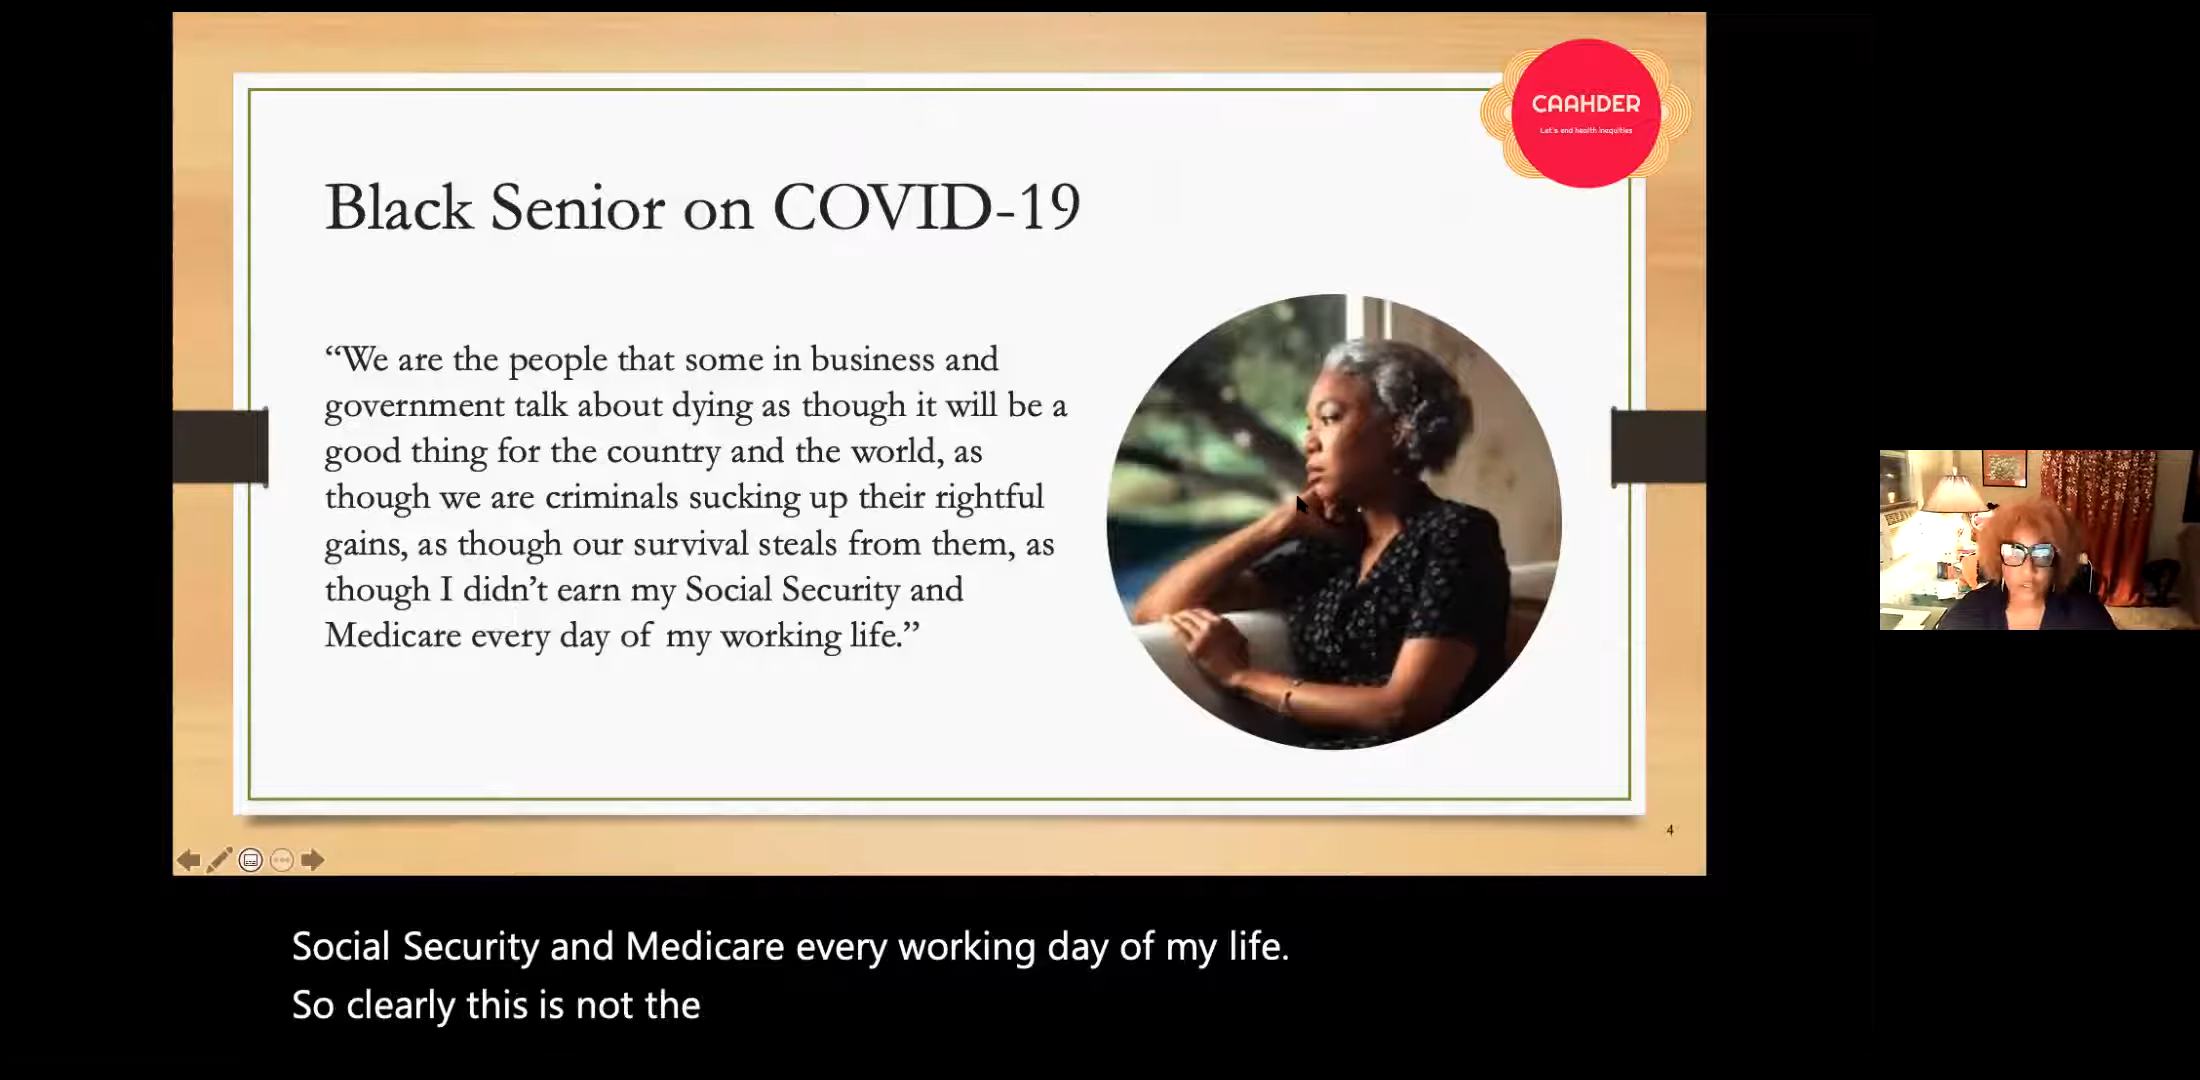 CAAHDER
Let's end health inequities
Black Senior on COVID-19
“We are the people that some in business and
government talk about dying as though it will be a
good thing for the country and the world, as
though we are criminals sucking up their rightful
gains, as though our survival steals from them, as
though I didn’t earn my Social Security and
Medicare every day of my working life.”
4
Social Security and Medicare every working day of my life.
So clearly this is not the